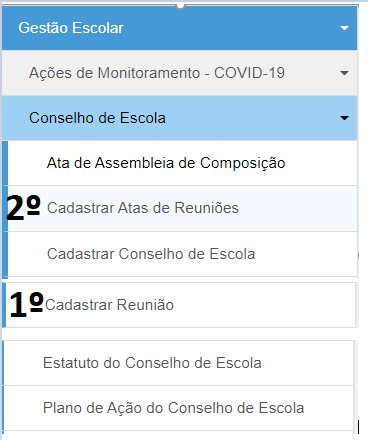 Gestão Escolar
Ações de Monitoramento - COVID-19
Conselho de Escola
Ata de Assembleia de Composição
2º Cadastrar Atas de Reuniões
Cadastrar Conselho de Escola
1º Cadastrar Reunião
Estatuto do Conselho de Escola
Plano de Ação do Conselho de Escola